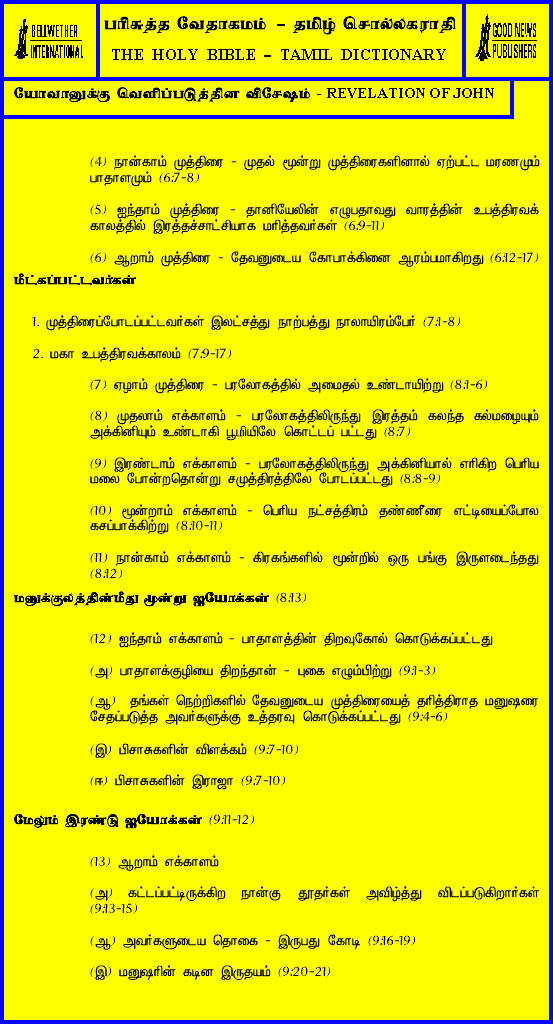 BELLWETHER
INTERNATIONAL
பரிசுத்த வேதாகமம் – தமிழ் சொல்லகராதி
THE HOLY BIBLE – TAMIL DICTIONARY
GOOD NEWS
PUBLISHERS
யோவானுக்கு வெளிப்படுத்தின விசேஷம் - REVELATION OF JOHN
(4) நான்காம் முத்திரை - முதல் மூன்று முத்திரைகளினால் ஏற்பட்ட மரணமும்
பாதாளமும் (6:7-8)
(5) ஐந்தாம் முத்திரை - தானியேலின் எழுபதாவது வாரத்தின் உபத்திரவக்
காலத்தில் இரத்தச்சாட்சியாக மரித்தவர்கள் (6:9-11)
(6) ஆறாம் முத்திரை - தேவனுடைய கோபாக்கினை ஆரம்பமாகிறது (6:12-17)
மீட்கப்பட்டவர்கள்
1. முத்திரைப்போடப்பட்டவர்கள் இலட்சத்து நாற்பத்து நாலாயிரம்பேர் (7:1-8)
2. மகா உபத்திரவக்காலம் (7:9-17)
(7) ஏழாம் முத்திரை - பரலோகத்தில் அமைதல் உண்டாயிற்று (8:1-6)
(8) முதலாம் எக்காளம் - பரலோகத்திலிருந்து இரத்தம் கலந்த கல்மழையும்
அக்கினியும் உண்டாகி பூமியிலே கொட்டப் பட்டது (8:7)
(9) இரண்டாம் எக்காளம் - பரலோகத்திலிருந்து அக்கினியால் எரிகிற பெரிய
மலை போன்றதொன்று சமுத்திரத்திலே போடப்பட்டது (8:8-9)
(10) மூன்றாம் எக்காளம் - பெரிய நட்சத்திரம் தண்ணீரை எட்டியைப்போல
கசப்பாக்கிற்று (8:10-11)
(11) நான்காம் எக்காளம் - கிரகங்களில் மூன்றில் ஒரு பங்கு இருளடைந்தது
(8:12)
மனுக்குலத்தின்மீது மூன்று ஐயோக்கள் (8:13)
(12) ஐந்தாம் எக்காளம் - பாதாளத்தின் திறவுகோல் கொடுக்கப்பட்டது
(அ) பாதாளக்குழியை திறந்தான் - புகை எழும்பிற்று (9:1-3)
(ஆ) தங்கள் நெற்றிகளில் தேவனுடைய முத்திரையைத் தரித்திராத மனுஷரை
சேதப்படுத்த அவர்களுக்கு உத்தரவு கொடுக்கப்பட்டது (9:4-6)
(இ) பிசாசுகளின் விளக்கம் (9:7-10)
(ஈ) பிசாசுகளின் இராஜா (9:7-10)
மேலும் இரண்டு ஐயோக்கள் (9:11-12)
(13) ஆறாம் எக்காளம்
(அ) கட்டப்பட்டிருக்கிற நான்கு தூதர்கள் அவிழ்த்து விடப்படுகிறார்கள்
(9:13-15)
(ஆ) அவர்களுடைய தொகை - இருபது கோடி (9:16-19)
(இ) மனுஷரின் கடின இருதயம் (9:20-21)